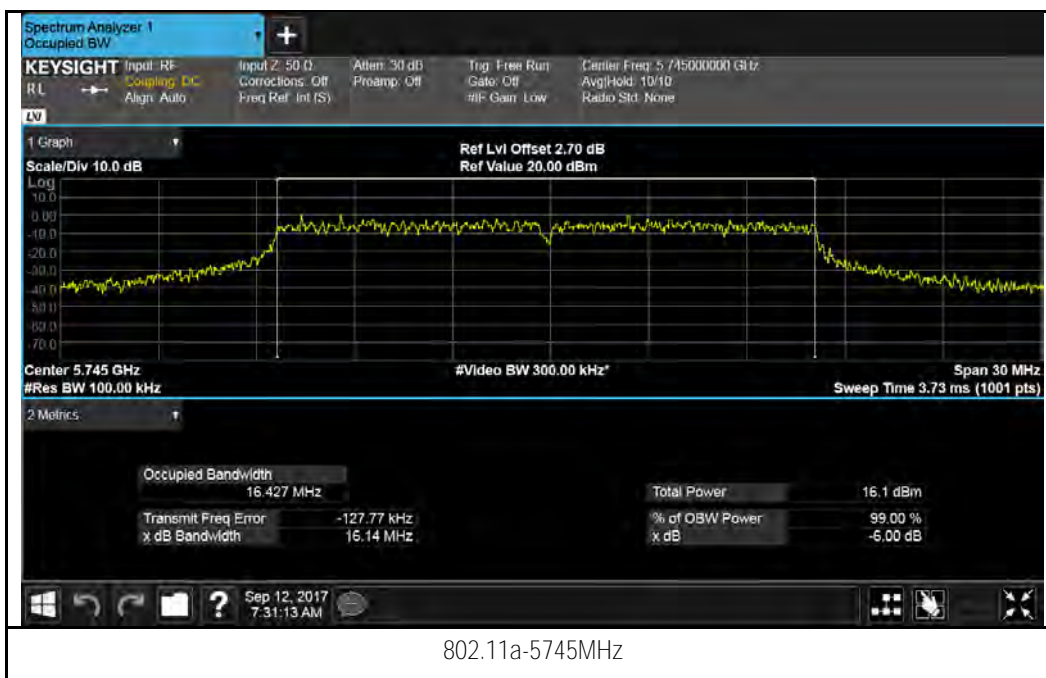 Spectrum Analyzer 1
Occupied BW
KEYSIGHT Input: RF Input Z: 50 Ω Atten: 30 dB Trig: Free Run Center Freq: 5.745000000 GHz
RL Coupling: DC Corrections: Off Preamp: Off Gate: Off Avg|Hold: 10/10
Align: Auto Freq Ref: Int (S) #IF Gain: Low Radio Std: None
LXI
1 Graph
Ref Lvl Offset 2.70 dB
Scale/Div 10.0 dB Ref Value 20.00 dBm
Log
10.0
0.00
-10.0
-20.0
-30.0
-40.0
-50.0
-60.0
-70.0
Center 5.745 GHz #Video BW 300.00 kHz* Span 30 MHz
#Res BW 100.00 kHz Sweep Time 3.73 ms (1001 pts)
2 Metrics
Occupied Bandwidth
16.427 MHz Total Power 16.1 dBm
Transmit Freq Error -127.77 kHz % of OBW Power 99.00 %
x dB Bandwidth 16.14 MHz x dB -6.00 dB
? Sep 12, 2017
7:31:13 AM
802.11a-5745MHz